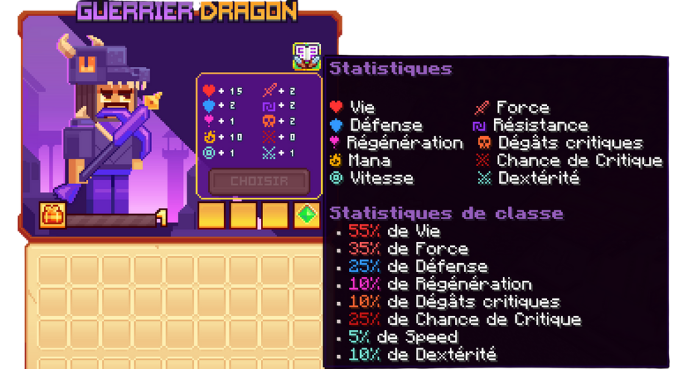 GUERRIER DRAGON
+ 15 + 2
+ 2 + 2
+ 1 + 2
+ 10 + 0
+ 1 + 1
CHOISIR
Statistiques
Vie Force
Défense Résistance
Régénération Dégâts critiques
Mana Chance de Critique
Vitesse Dextérité
Statistiques de classe
• 55% de Vie
• 35% de Force
• 25% de Défense
• 10% de Régénération
• 10% de Dégâts critiques
• 25% de Chance de Critique
• 5% de Speed
• 10% de Dextérité